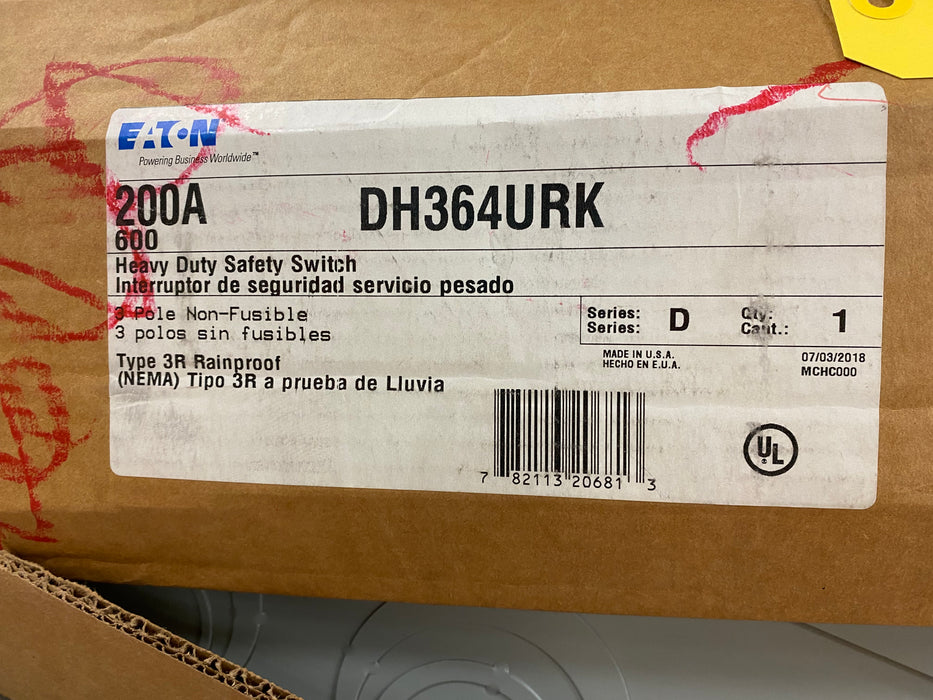 EATON
Powering Business Worldwide™
200A DH364URK
600
Heavy Duty Safety Switch
Interruptor de seguridad servicio pesado
3 Pole Non-Fusible
3 polos sin fusibles
Series: D Qty: 1
Series: Cant.:
Type 3R Rainproof
(NEMA) Tipo 3R a prueba de Lluvia
MADE IN U.S.A.
HECHO EN E.U.A.
07/03/2018
MCHC000
7 82113 20681 3
UL